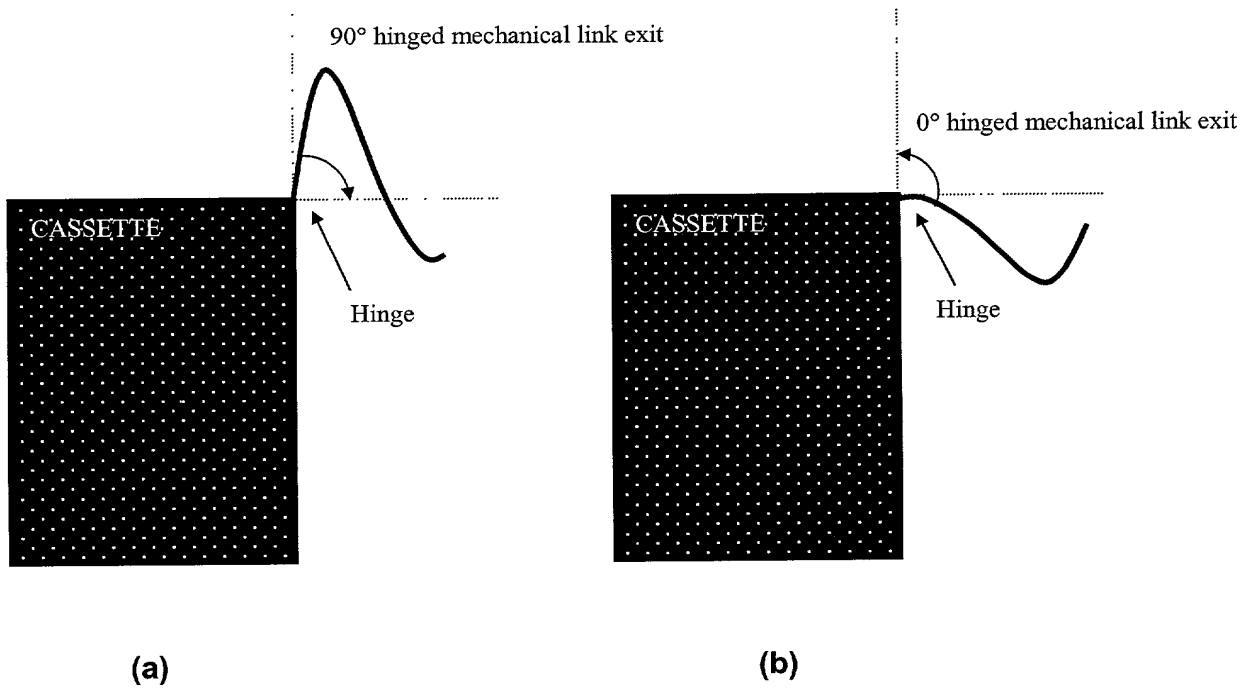 90° hinged mechanical link exit
CASSETTE
Hinge
(a)
0° hinged mechanical link exit
CASSETTE
Hinge
(b)